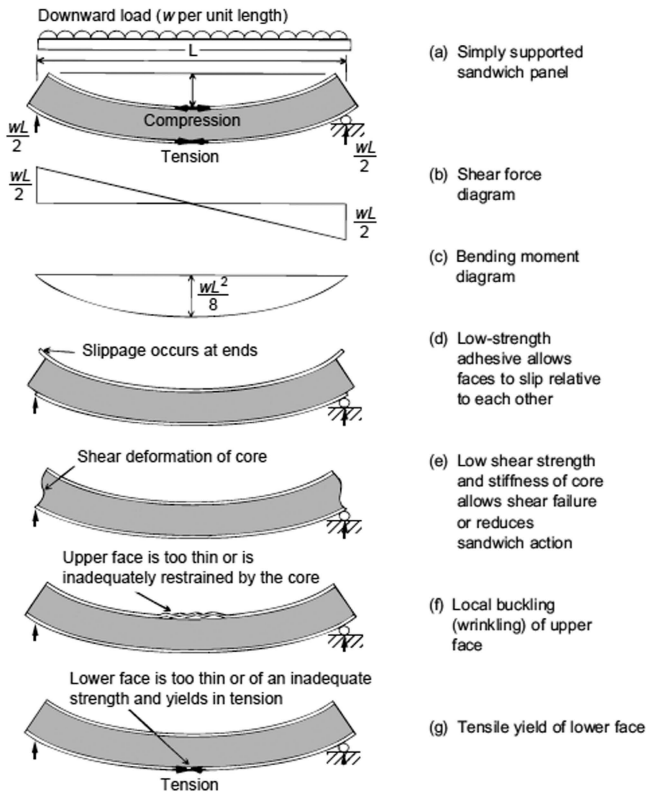 Downward load (w per unit length)
L
(a) Simply supported
sandwich panel
Compression
wL
2
Tension
wL
2
wL
2
(b) Shear force
diagram
wL
2
(c) Bending moment
diagram
wL²
8
Slippage occurs at ends
(d) Low-strength
adhesive allows
faces to slip relative
to each other
Shear deformation of core
(e) Low shear strength
and stiffness of core
allows shear failure
or reduces
sandwich action
Upper face is too thin or is
inadequately restrained by the core
(f) Local buckling
(wrinkling) of upper
face
Lower face is too thin or of an inadequate
strength and yields in tension
(g) Tensile yield of lower face
Tension